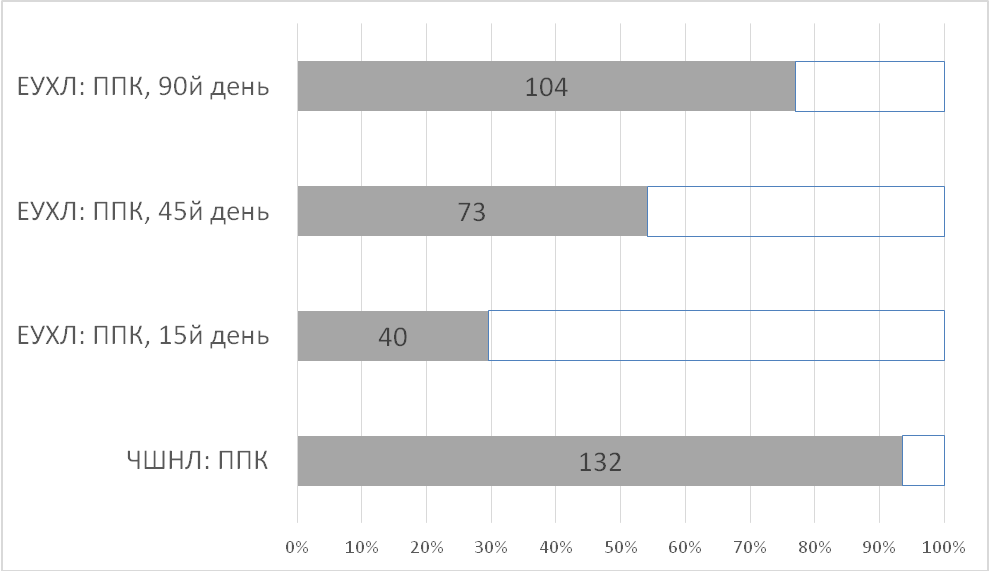 ЕУХЛ: ППК, 90й день
104
ЕУХЛ: ППК, 45й день
73
ЕУХЛ: ППК, 15й день
40
ЧШНЛ: ППК
132
0% 10% 20% 30% 40% 50% 60% 70% 80% 90% 100%